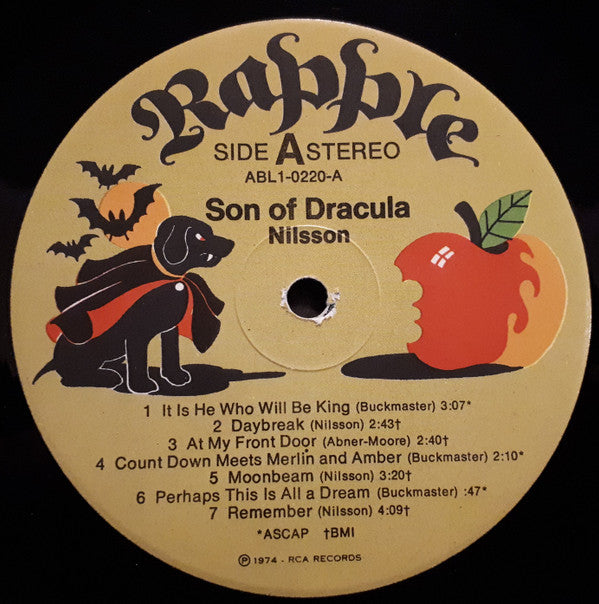 Rapple
SIDE A STEREO
ABL1-0220-A
Son of Dracula
Nilsson
1 It Is He Who Will Be King (Buckmaster) 3:07*
2 Daybreak (Nilsson) 2:43†
3 At My Front Door (Abner-Moore) 2:40†
4 Count Down Meets Merlin and Amber (Buckmaster) 2:10*
5 Moonbeam (Nilsson) 3:20†
6 Perhaps This Is All a Dream (Buckmaster) :47*
7 Remember (Nilsson) 4:09†
*ASCAP †BMI
℗ 1974 - RCA RECORDS